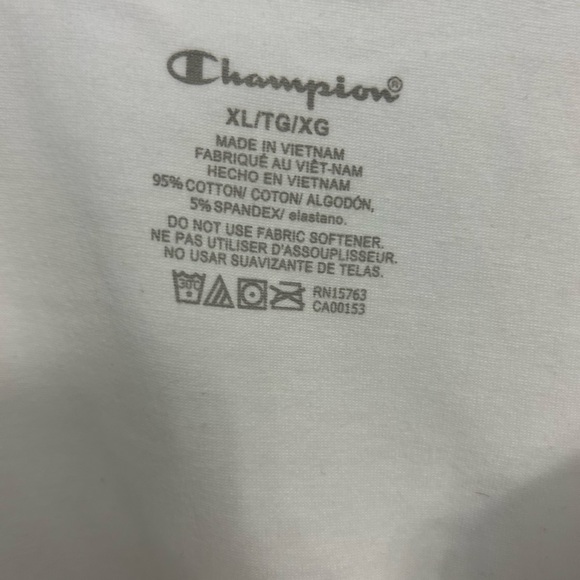 Champion®
XL/TG/XG
MADE IN VIETNAM
FABRIQUÉ AU VIÊT-NAM
HECHO EN VIETNAM
95% COTTON/ COTON/ ALGODÓN,
5% SPANDEX/ elastano.
DO NOT USE FABRIC SOFTENER.
NE PAS UTILISER D'ASSOUPLISSEUR.
NO USAR SUAVIZANTE DE TELAS.
30C RN15763
CA00153